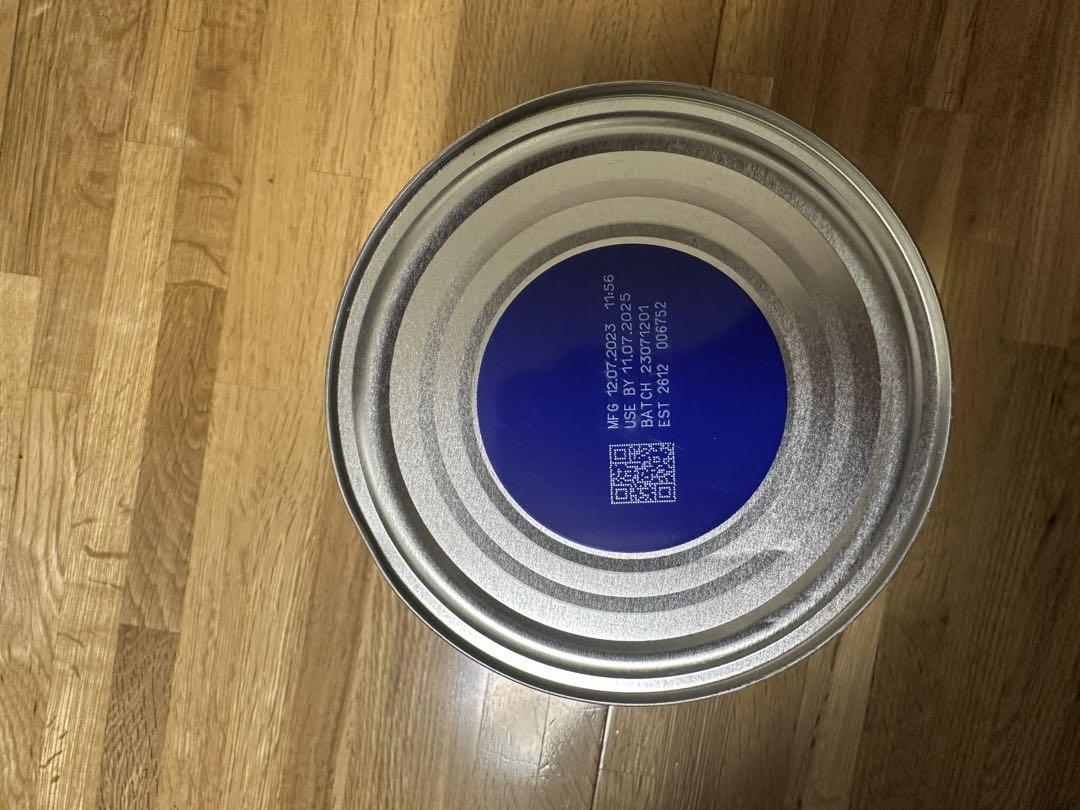 MFG 12.07.2023 11:56
USE BY 11.07.2025
BATCH 23071201
EST 2612 006752